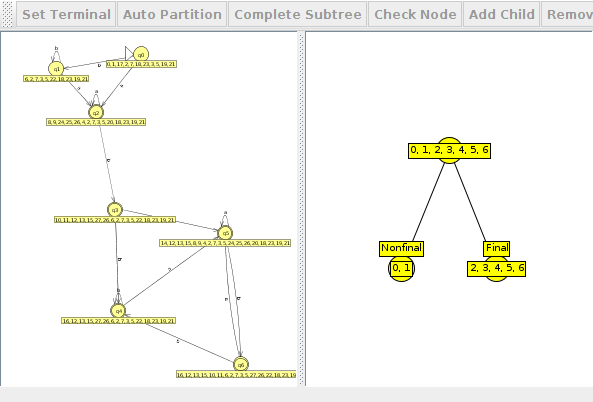 Set Terminal Auto Partition Complete Subtree Check Node Add Child Remov
q0
0,1,17,2,7,18,23,3,5,19,21
q1
6,2,7,3,5,22,18,23,19,21
b
b
a
q2
8,9,24,25,26,4,2,7,3,5,20,18,23,19,21
q3
10,11,12,13,15,27,26,6,2,7,3,5,22,18,23,19,21
a
q5
14,12,13,15,8,9,4,2,7,3,5,24,25,26,20,18,23,19,21
q4
16,12,13,15,27,26,6,2,7,3,5,22,18,23,19,21
q6
16,12,13,15,10,11,6,2,7,3,5,27,26,22,18,23,19
0, 1, 2, 3, 4, 5, 6
Nonfinal
Final
0, 1
2, 3, 4, 5, 6